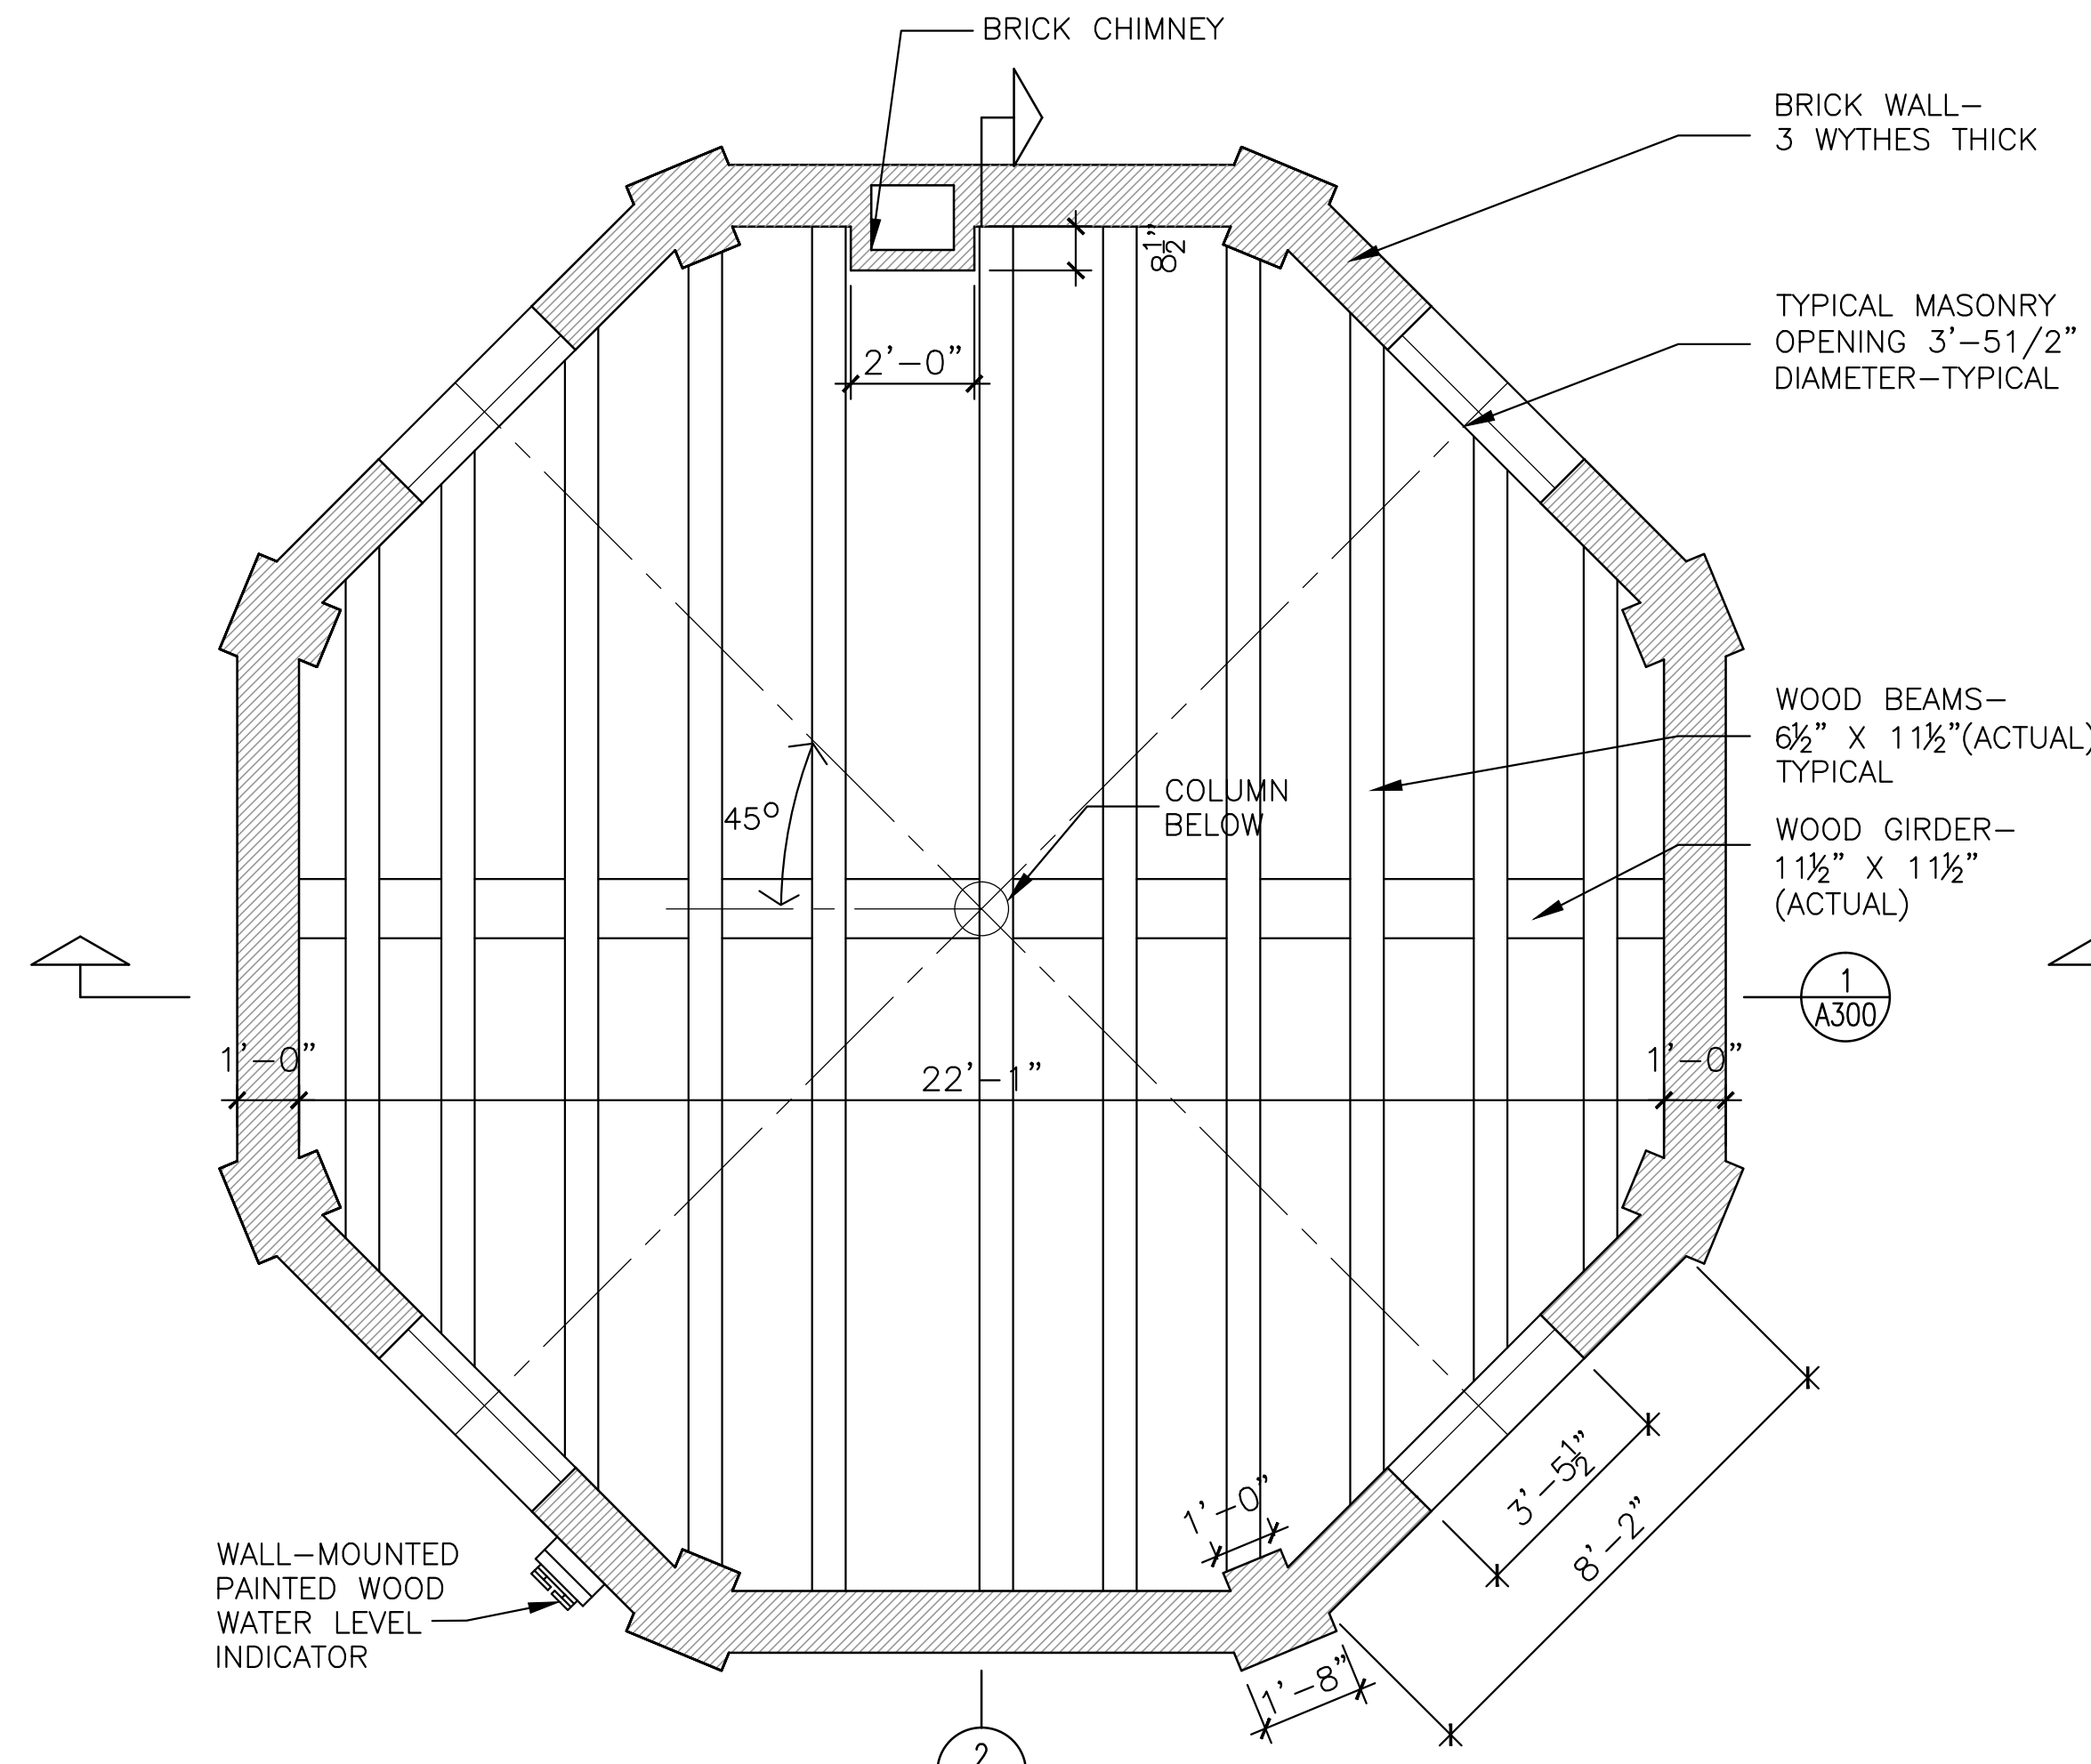 BRICK CHIMNEY
BRICK WALL-
3 WYTHES THICK
8½"
TYPICAL MASONRY
OPENING 3'-51/2"
DIAMETER-TYPICAL
2'-0"
WOOD BEAMS-
6½" X 11½"(ACTUAL)
TYPICAL
COLUMN
BELOW
45°
WOOD GIRDER-
11½" X 11½"
(ACTUAL)
1
A300
1'-0"
22'-1"
1'-0"
3'-5½"
8'-2"
1'-0"
WALL-MOUNTED
PAINTED WOOD
WATER LEVEL
INDICATOR
1'-8"
2